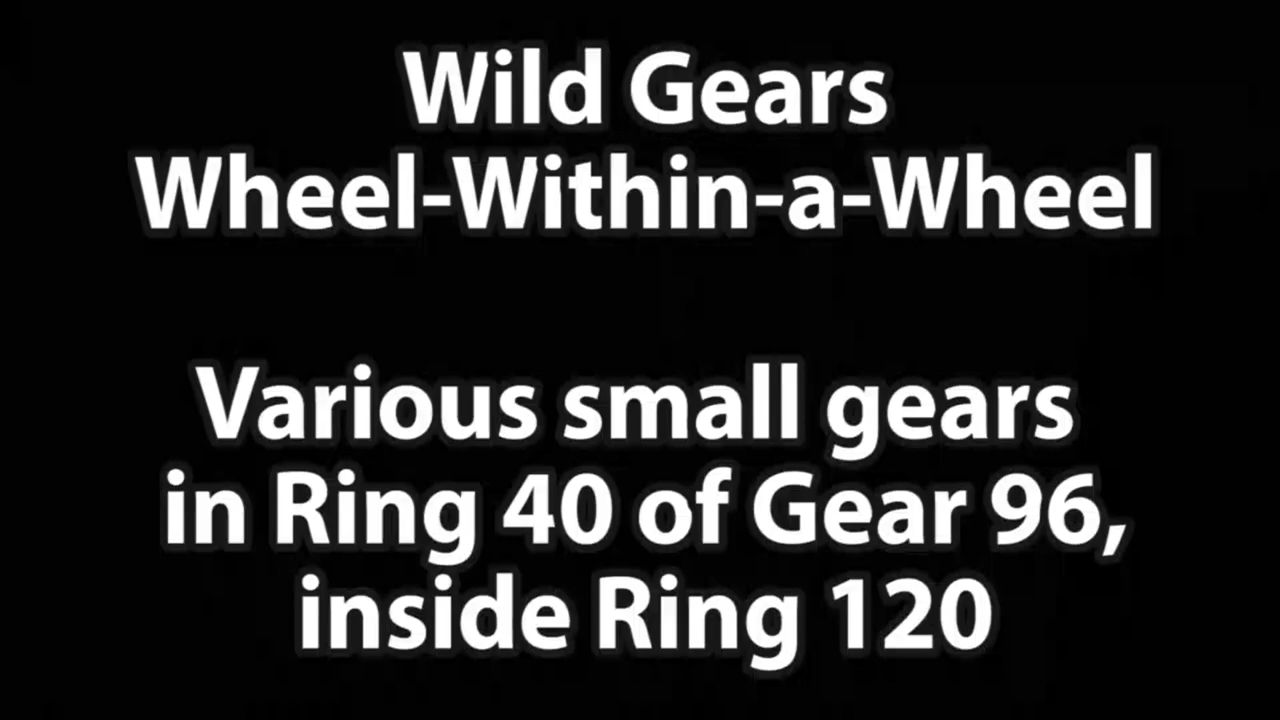 Wild Gears
Wheel-Within-a-Wheel
Various small gears
in Ring 40 of Gear 96,
inside Ring 120